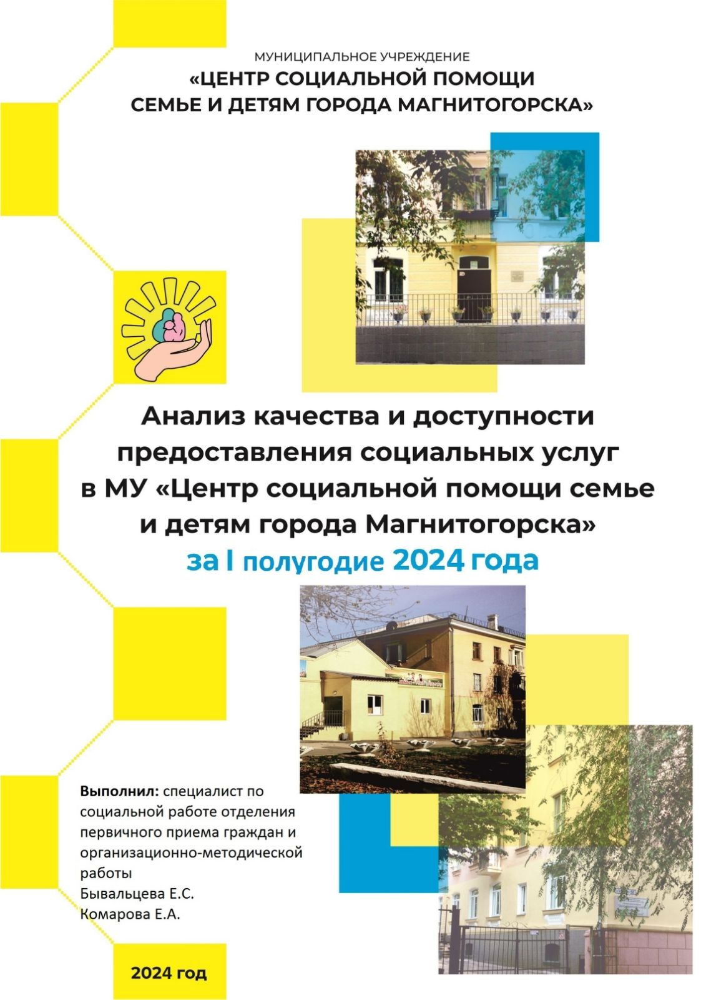 МУНИЦИПАЛЬНОЕ УЧРЕЖДЕНИЕ
«ЦЕНТР СОЦИАЛЬНОЙ ПОМОЩИ
СЕМЬЕ И ДЕТЯМ ГОРОДА МАГНИТОГОРСКА»
Анализ качества и доступности
предоставления социальных услуг
в МУ «Центр социальной помощи семье
и детям города Магнитогорска»
за I полугодие 2024 года
Выполнил: специалист по
социальной работе отделения
первичного приема граждан и
организационно-методической
работы
Бывальцева Е.С.
Комарова Е.А.
2024 год